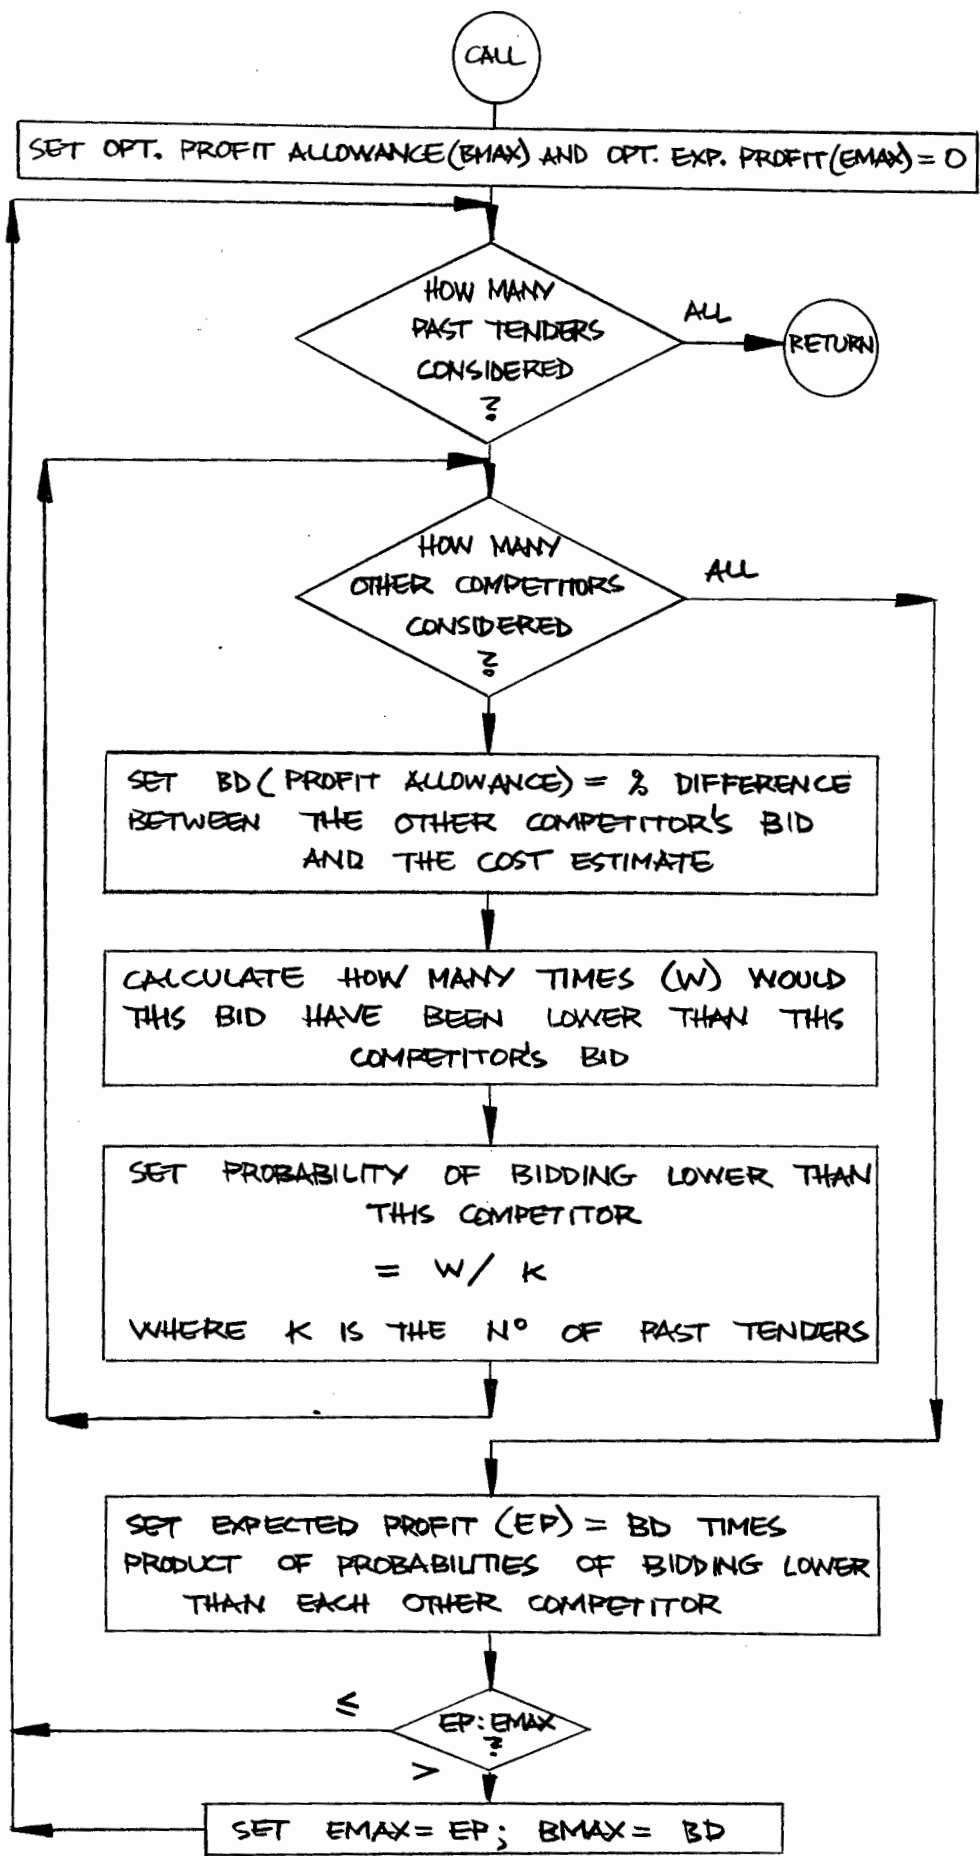 CALL
SET OPT. PROFIT ALLOWANCE(BMAX) AND OPT. EXP. PROFIT(EMAX) = 0
HOW MANY
PAST TENDERS
CONSIDERED
?
ALL
RETURN
HOW MANY
OTHER COMPETITORS
CONSIDERED
?
ALL
SET BD (PROFIT ALLOWANCE) = % DIFFERENCE
BETWEEN THE OTHER COMPETITOR'S BID
AND THE COST ESTIMATE
CALCULATE HOW MANY TIMES (W) WOULD
THIS BID HAVE BEEN LOWER THAN THIS
COMPETITOR'S BID
SET PROBABILITY OF BIDDING LOWER THAN
THIS COMPETITOR
= W / K
WHERE K IS THE Nº OF PAST TENDERS
SET EXPECTED PROFIT (EP) = BD TIMES
PRODUCT OF PROBABILITIES OF BIDDING LOWER
THAN EACH OTHER COMPETITOR
≤
EP:EMAX
?
>
SET EMAX = EP; BMAX = BD